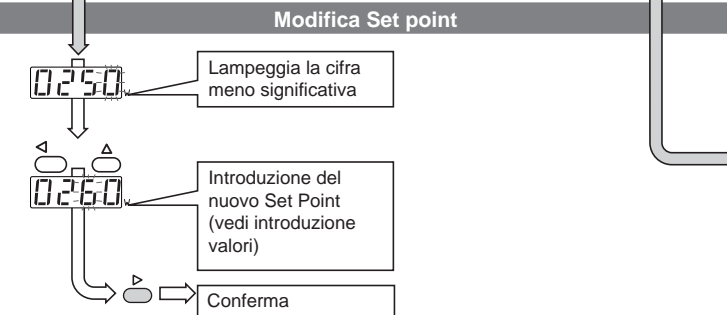 Modifica Set point
0250
Lampeggia la cifra
meno significativa
0260
Introduzione del
nuovo Set Point
(vedi introduzione
valori)
Conferma